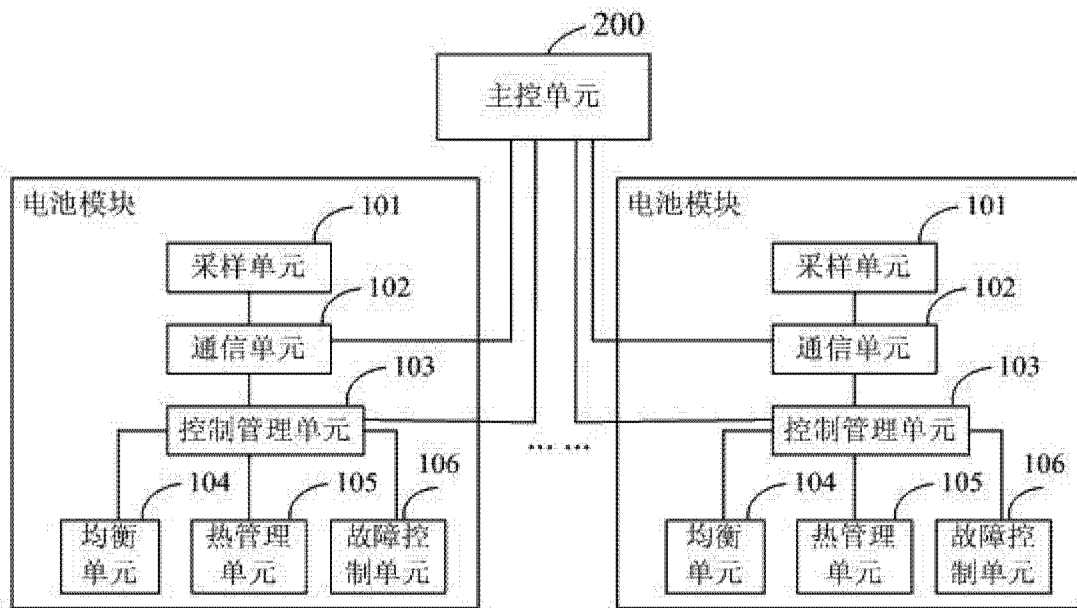 200
主控单元
电池模块
101
采样单元
102
通信单元
103
控制管理单元
104
均衡
单元
105
热管理
单元
106
故障控
制单元
... ...
电池模块
101
采样单元
102
通信单元
103
控制管理单元
104
均衡
单元
105
热管理
单元
106
故障控
制单元